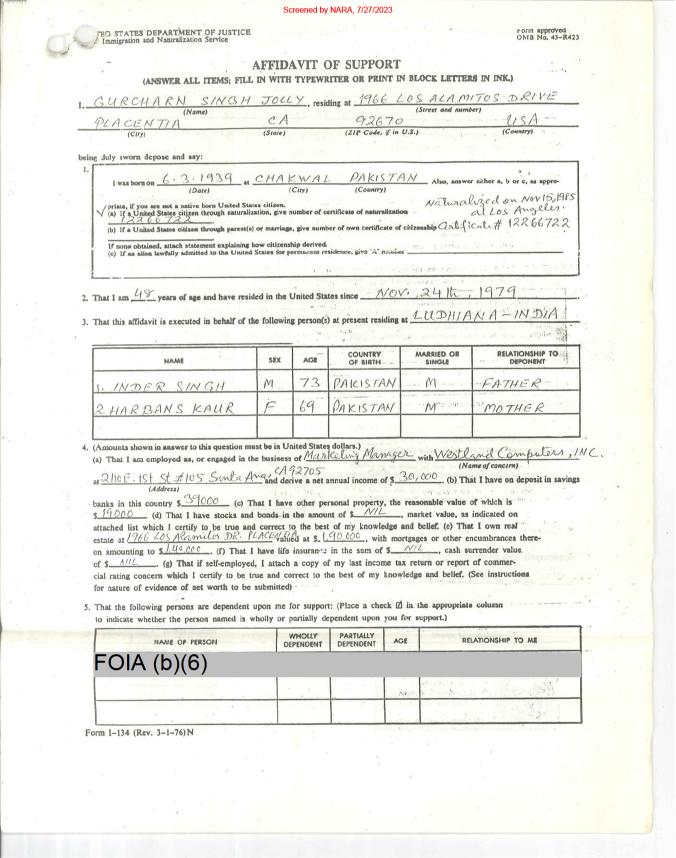 Screened by NARA, 7/27/2023
STATES DEPARTMENT OF JUSTICE
Immigration and Naturalization Service
Form approved
OMB No. 43-R423
AFFIDAVIT OF SUPPORT
(ANSWER ALL ITEMS; FILL IN WITH TYPEWRITER OR PRINT IN BLOCK LETTERS IN INK.)
1. GURCHARN SINGH JOLLY, residing at 1966 LOS ALAMITOS DRIVE
(Name) (Street and number)
PLACENTIA CA 92670 USA
(City) (State) (ZIP Code, if in U.S.) (Country)
being duly sworn depose and say:
1.
I was born on 6.3.1939 at CHAKWAL PAKISTAN Also, answer either a, b or c, as appro-
(Date) (City) (Country)
priate, if you are not a native born United States citizen. Naturalized on Nov 15, 1985
✓ (a) If a United States citizen through naturalization, give number of certificate of naturalization at Los Angeles.
12266722
(b) If a United States citizen through parent(s) or marriage, give number of own certificate of citizenship Certificate # 12266722
If none obtained, attach statement explaining how citizenship derived.
(c) If an alien lawfully admitted to the United States for permanent residence, give "A" number
2. That I am 48 years of age and have resided in the United States since NOV. 24th, 1979
3. That this affidavit is executed in behalf of the following person(s) at present residing at LUDHIANA - INDIA
NAME SEX AGE COUNTRY OF BIRTH MARRIED OR SINGLE RELATIONSHIP TO DEPONENT
1. INDER SINGH M 73 PAKISTAN M FATHER
2 HARBANS KAUR F 69 PAKISTAN M MOTHER
4. (Amounts shown in answer to this question must be in United States dollars.)
(a) That I am employed as, or engaged in the business of Marketing Manager with Westland Computers, INC.
(Name of concern)
at 2110 E. 1st St #105 Santa Ana, CA 92705 and derive a net annual income of $ 30,000 (b) That I have on deposit in savings
(Address)
banks in this country $ 39000 (c) That I have other personal property, the reasonable value of which is
$ 19000 (d) That I have stocks and bonds in the amount of $ NIL, market value, as indicated on
attached list which I certify to be true and correct to the best of my knowledge and belief. (e) That I own real
estate at 1966 LOS Alamitos DR. PLACENTIA valued at $ 190,000, with mortgages or other encumbrances there-
on amounting to $ 140,000. (f) That I have life insurance in the sum of $ NIL, cash surrender value
of $ NIL (g) That if self-employed, I attach a copy of my last income tax return or report of commer-
cial rating concern which I certify to be true and correct to the best of my knowledge and belief. (See instructions
for nature of evidence of net worth to be submitted)
5. That the following persons are dependent upon me for support: (Place a check ☑ in the appropriate column
to indicate whether the person named is wholly or partially dependent upon you for support.)
NAME OF PERSON WHOLLY DEPENDENT PARTIALLY DEPENDENT AGE RELATIONSHIP TO ME
FOIA (b)(6)
Form I-134 (Rev. 3-1-76)N